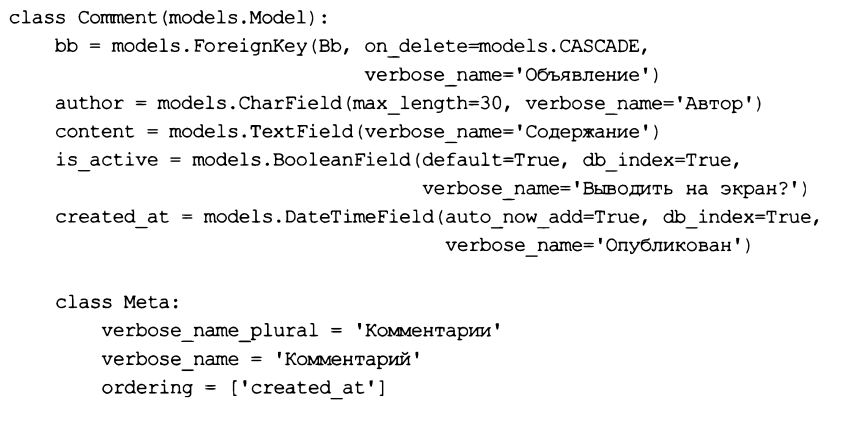 class Comment(models.Model):
    bb = models.ForeignKey(Bb, on_delete=models.CASCADE,
                           verbose_name='Объявление')
    author = models.CharField(max_length=30, verbose_name='Автор')
    content = models.TextField(verbose_name='Содержание')
    is_active = models.BooleanField(default=True, db_index=True,
                                verbose_name='Выводить на экран?')
    created_at = models.DateTimeField(auto_now_add=True, db_index=True,
                                  verbose_name='Опубликован')
    class Meta:
        verbose_name_plural = 'Комментарии'
        verbose_name = 'Комментарий'
        ordering = ['created_at']